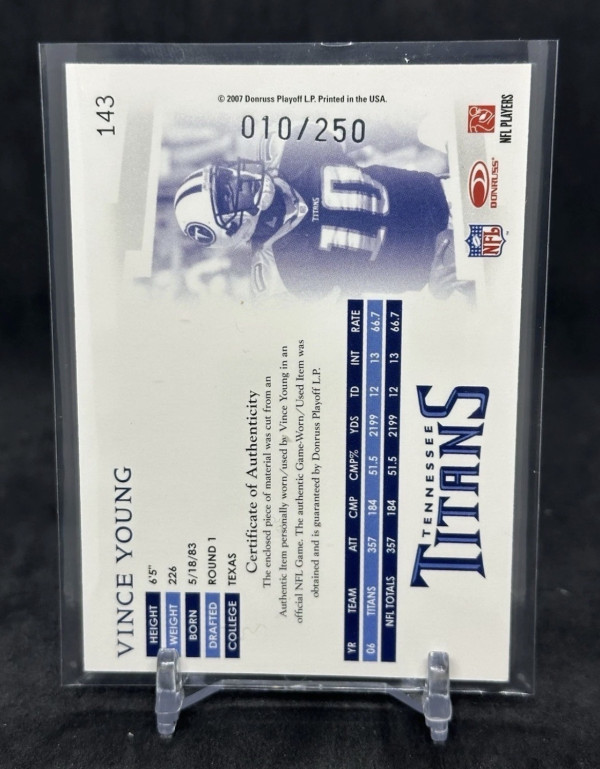 VINCE YOUNG
143
HEIGHT 6'5"
WEIGHT 226
BORN 5/18/83
DRAFTED ROUND 1
COLLEGE TEXAS
© 2007 Donruss Playoff L.P. Printed in the USA.
010/250
TITANS
10
Certificate of Authenticity
The enclosed piece of material was cut from an
Authentic Item personally worn/used by Vince Young in an
official NFL Game. The authentic Game-Worn/Used Item was
obtained and is guaranteed by Donruss Playoff L.P.
YR TEAM ATT CMP CMP% YDS TD INT RATE
06 TITANS 357 184 51.5 2199 12 13 66.7
NFL TOTALS 357 184 51.5 2199 12 13 66.7
TENNESSEE
TITANS
NFL
DONRUSS
NFL PLAYERS